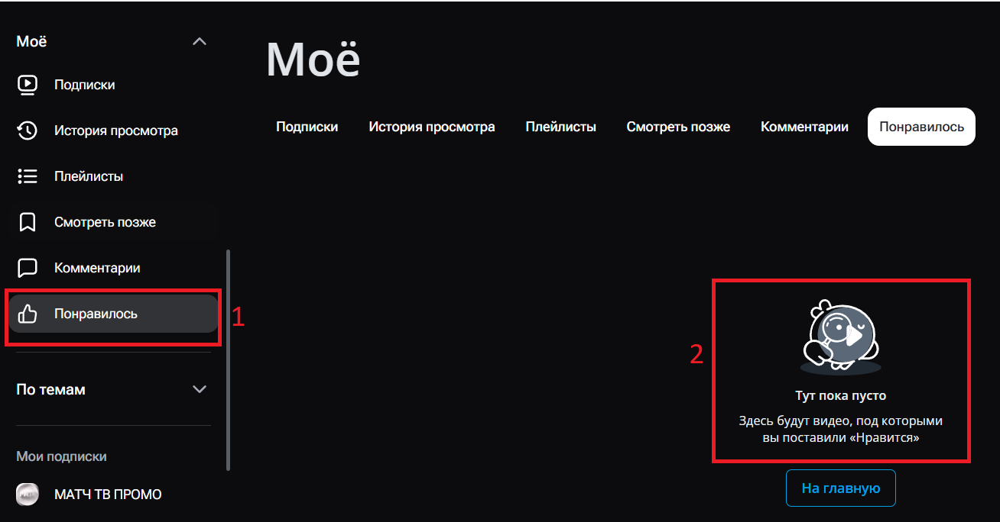 Моё
Подписки
История просмотра
Плейлисты
Смотреть позже
Комментарии
Понравилось
1
По темам
Мои подписки
МАТЧ ТВ ПРОМО
Моё
Подписки История просмотра Плейлисты Смотреть позже Комментарии Понравилось
2
Тут пока пусто
Здесь будут видео, под которыми
вы поставили «Нравится»
На главную